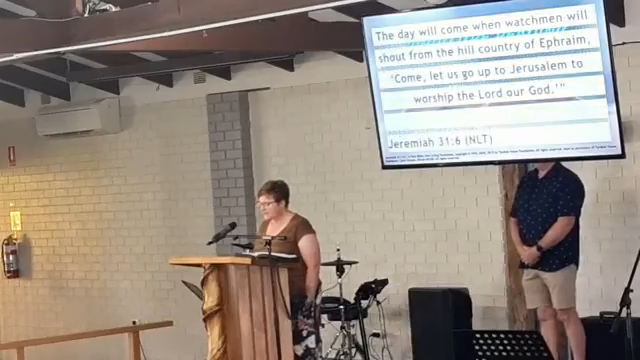 The day will come when watchmen will
shout from the hill country of Ephraim,
'Come, let us go up to Jerusalem to
worship the Lord our God.'"
Jeremiah 31:6 (NLT)